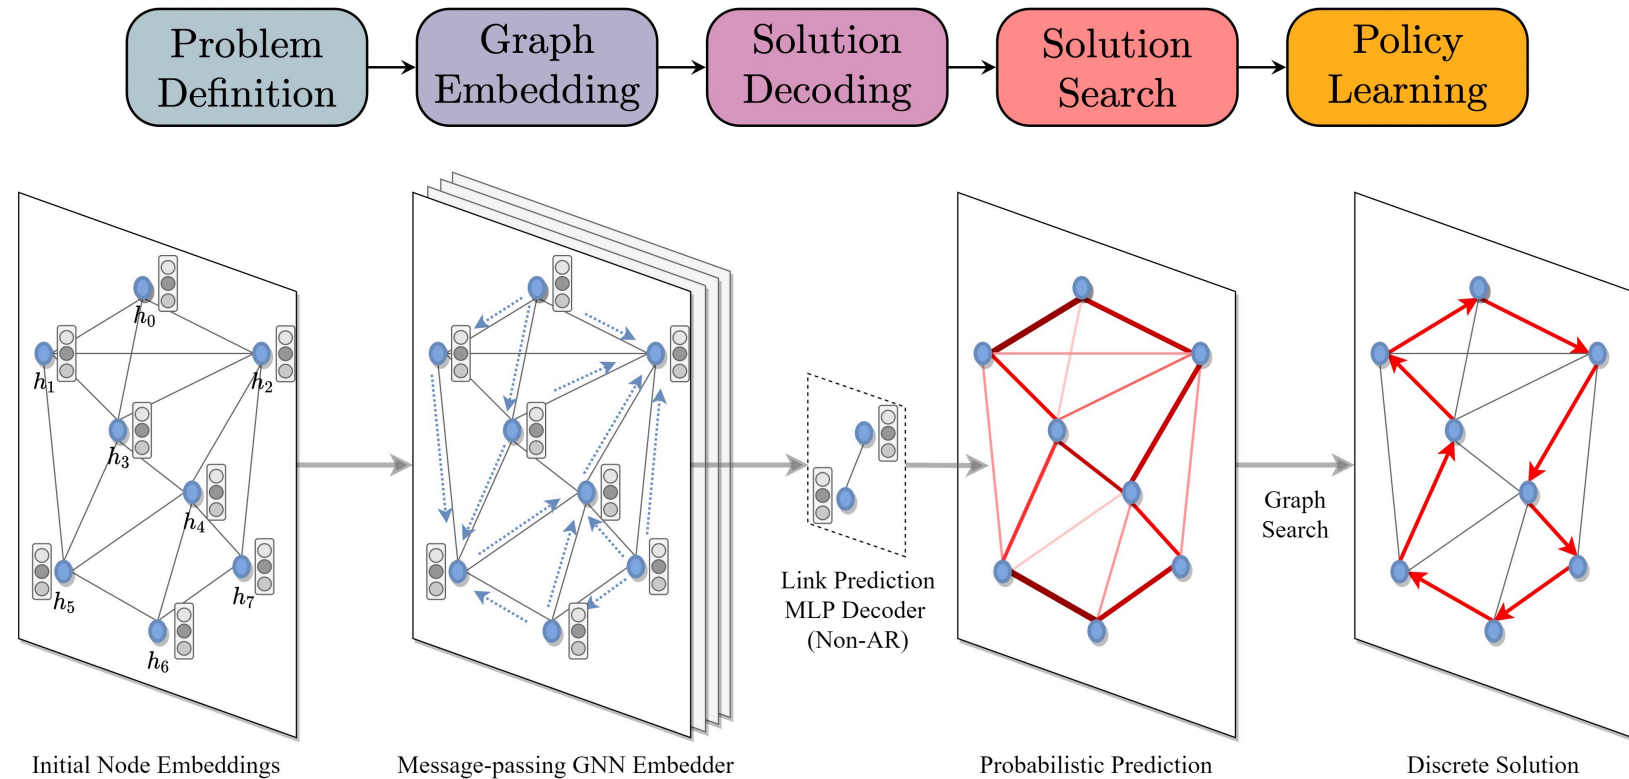 Problem
Definition
Graph
Embedding
Solution
Decoding
Solution
Search
Policy
Learning
h0
h1
h2
h3
h4
h5
h6
h7
Link Prediction
MLP Decoder
(Non-AR)
Graph
Search
Initial Node Embeddings
Message-passing GNN Embedder
Probabilistic Prediction
Discrete Solution